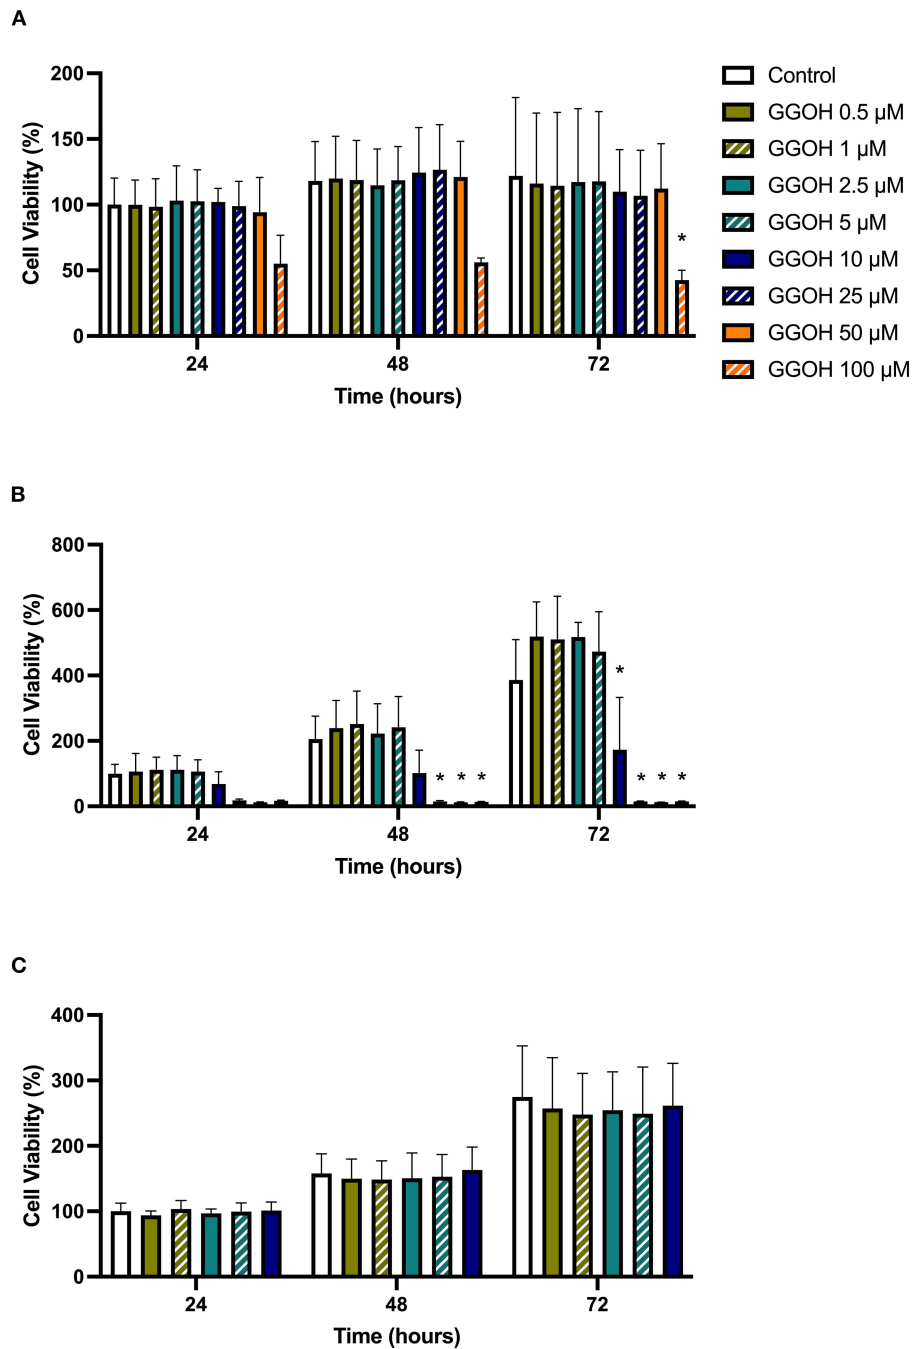 A
Cell Viability (%)
200
150
100
50
0
24
48
72
Time (hours)
*
Control
GGOH 0.5 µM
GGOH 1 µM
GGOH 2.5 µM
GGOH 5 µM
GGOH 10 µM
GGOH 25 µM
GGOH 50 µM
GGOH 100 µM
B
Cell Viability (%)
800
600
400
200
0
* * *
*
* * *
24
48
72
Time (hours)
C
Cell Viability (%)
400
300
200
100
0
24
48
72
Time (hours)